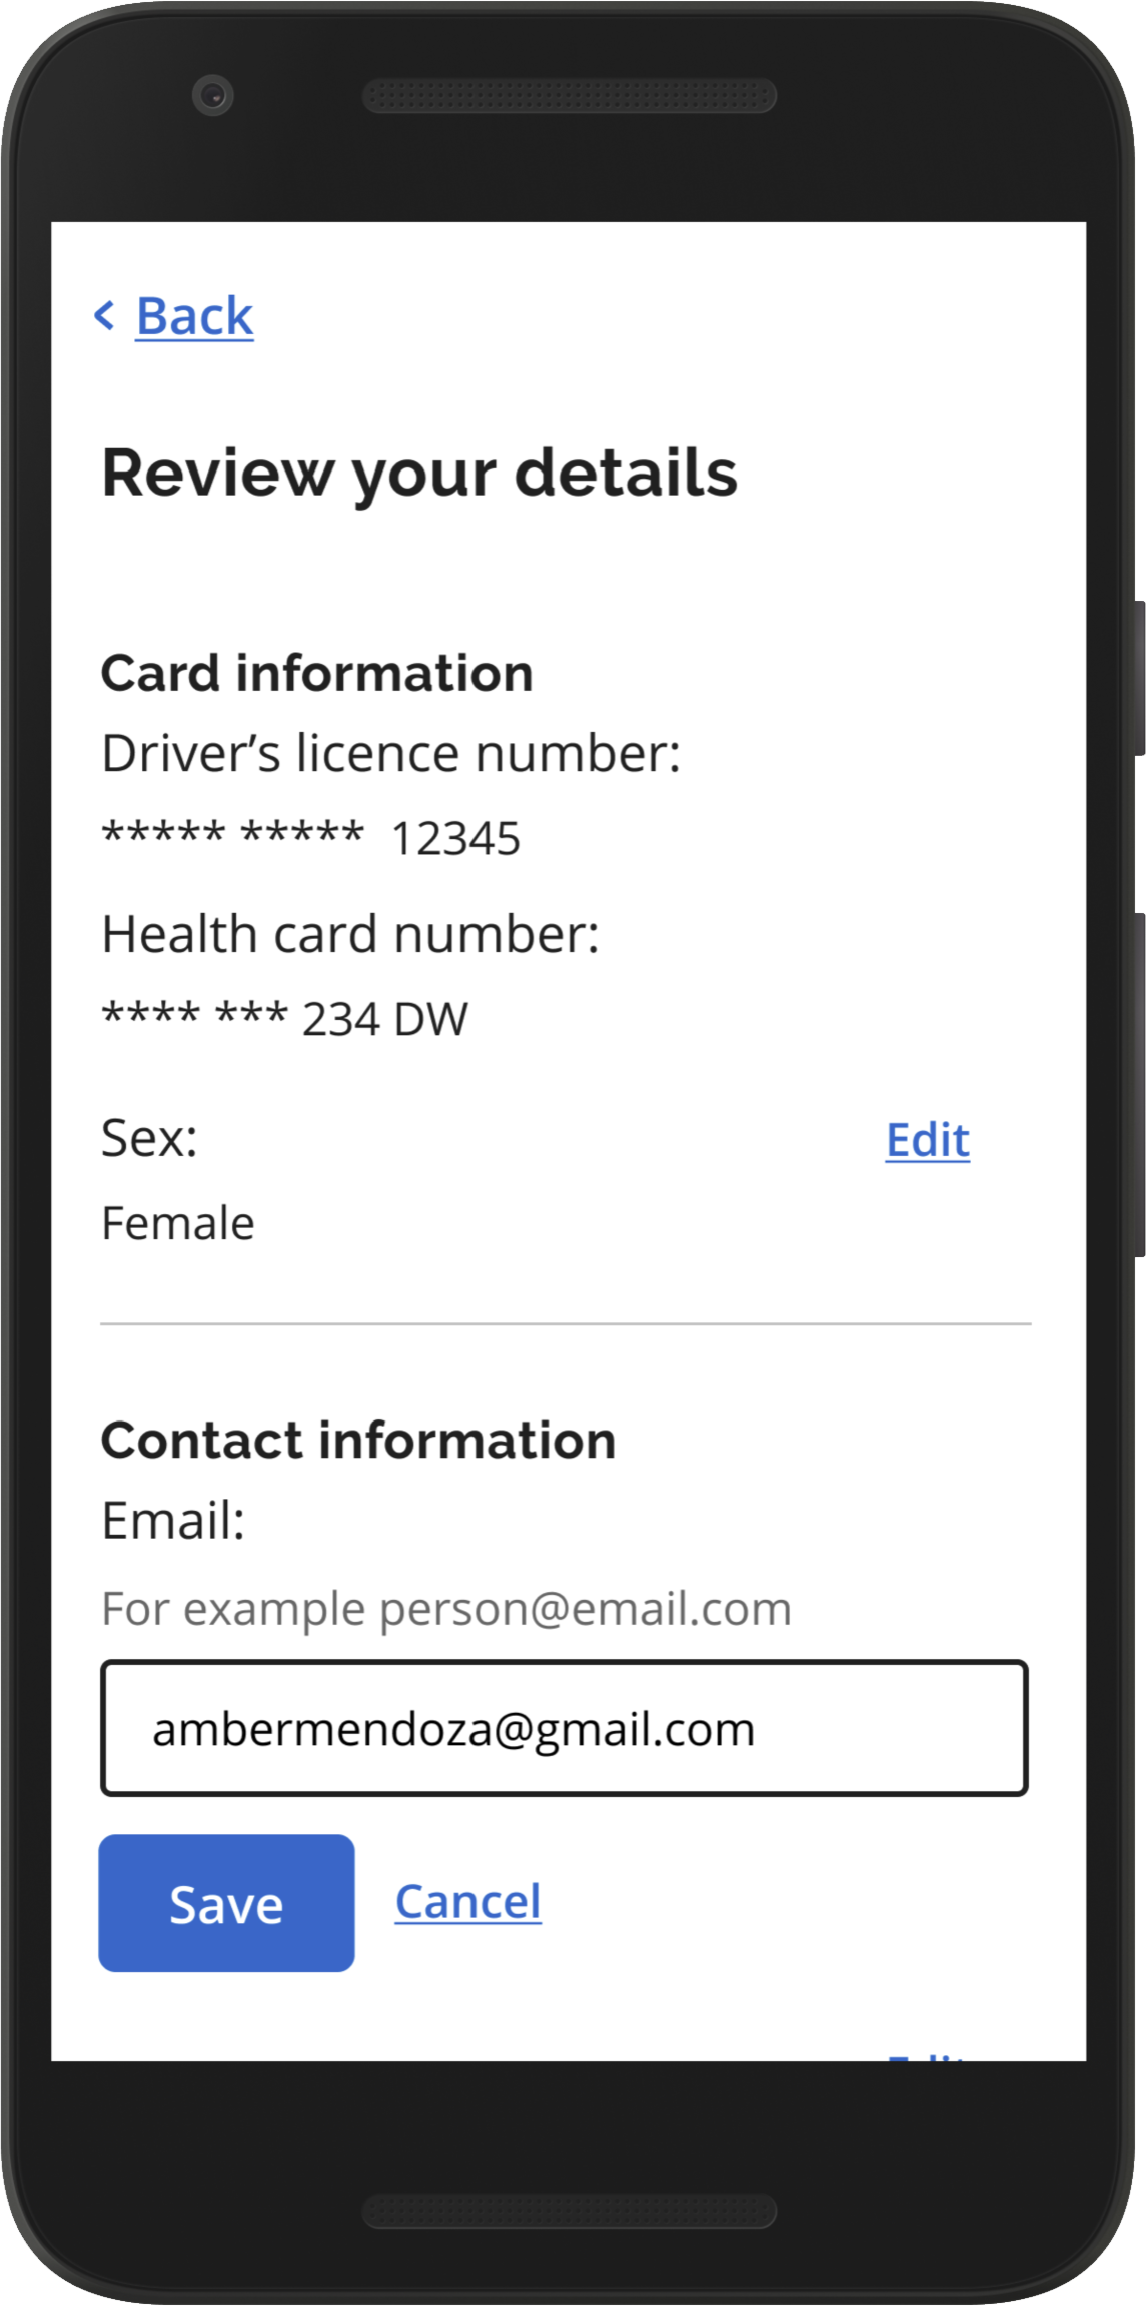 < Back
Review your details
Card information
Driver’s licence number:
***** ***** 12345
Health card number:
**** *** 234 DW
Sex:
Edit
Female
Contact information
Email:
For example person@email.com
ambermendoza@gmail.com
Save
Cancel